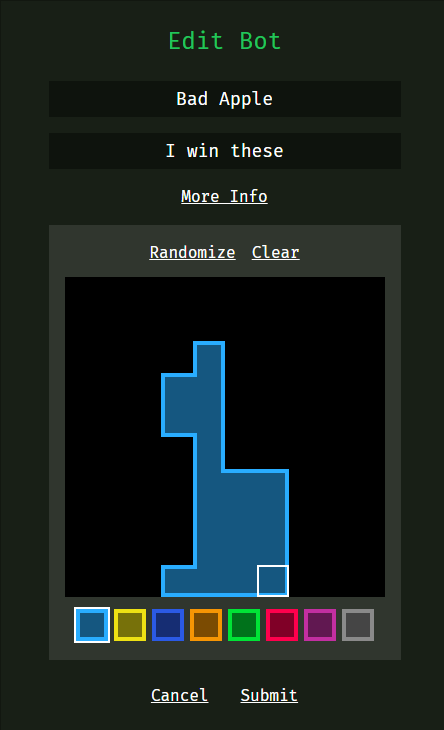 Edit Bot
Bad Apple
I win these
More Info
Randomize Clear
Cancel Submit